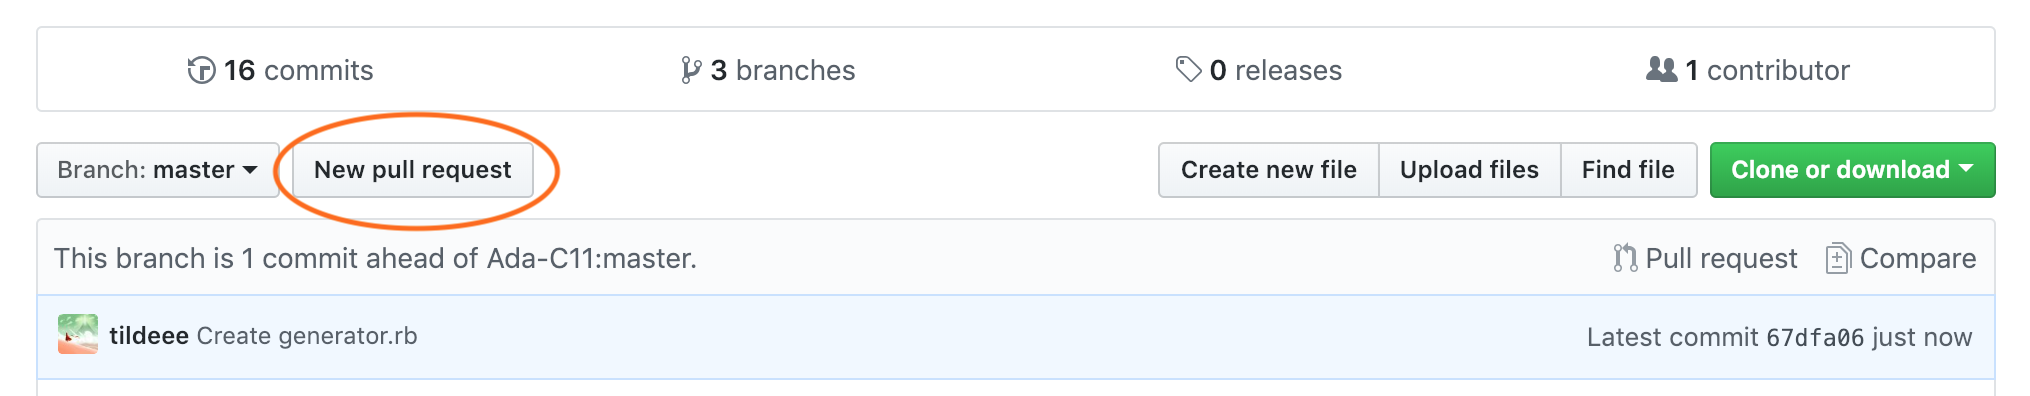 16 commits
3 branches
0 releases
1 contributor
Branch: master
New pull request
Create new file
Upload files
Find file
Clone or download
This branch is 1 commit ahead of Ada-C11:master.
Pull request
Compare
tildeee Create generator.rb
Latest commit 67dfa06 just now